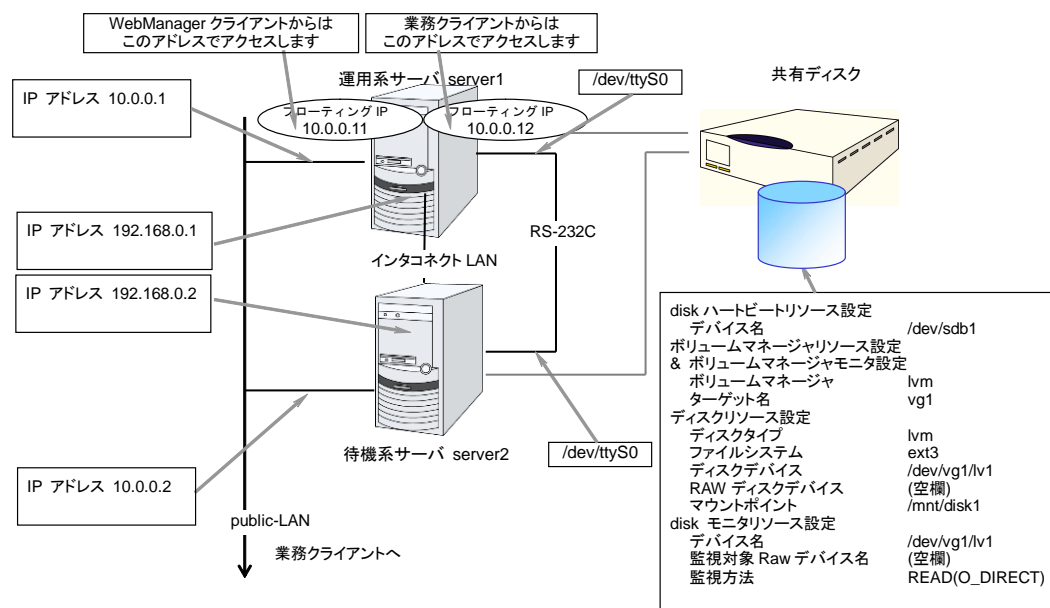 WebManager クライアントからは
このアドレスでアクセスします
業務クライアントからは
このアドレスでアクセスします
運用系サーバ server1
/dev/ttyS0
共有ディスク
IP アドレス 10.0.0.1
フローティング IP
10.0.0.11
フローティング IP
10.0.0.12
IP アドレス 192.168.0.1
RS-232C
インタコネクト LAN
IP アドレス 192.168.0.2
待機系サーバ server2
/dev/ttyS0
IP アドレス 10.0.0.2
public-LAN
業務クライアントへ
disk ハートビートリソース設定
デバイス名 /dev/sdb1
ボリュームマネージャリソース設定
& ボリュームマネージャモニタ設定
ボリュームマネージャ lvm
ターゲット名 vg1
ディスクリソース設定
ディスクタイプ lvm
ファイルシステム ext3
ディスクデバイス /dev/vg1/lv1
RAW ディスクデバイス (空欄)
マウントポイント /mnt/disk1
disk モニタリソース設定
デバイス名 /dev/vg1/lv1
監視対象 Raw デバイス名 (空欄)
監視方法 READ(O_DIRECT)